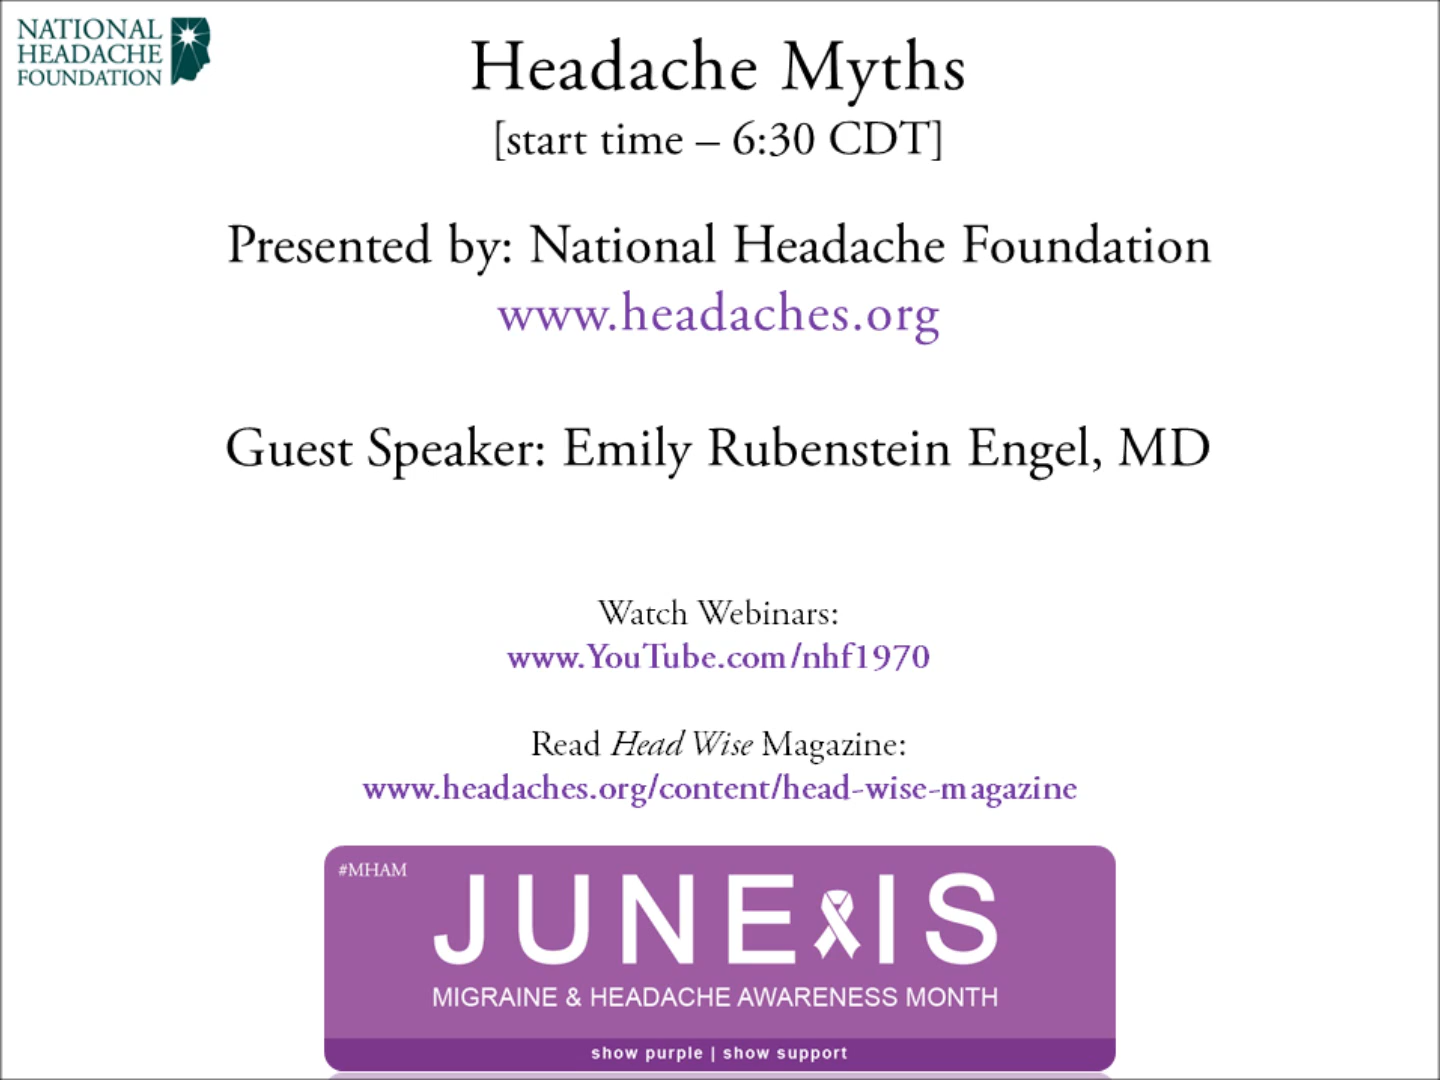 NATIONAL
HEADACHE
FOUNDATION
Headache Myths
[start time – 6:30 CDT]
Presented by: National Headache Foundation
www.headaches.org
Guest Speaker: Emily Rubenstein Engel, MD
Watch Webinars:
www.YouTube.com/nhf1970
Read Head Wise Magazine:
www.headaches.org/content/head-wise-magazine
#MHAM
JUNE IS
MIGRAINE & HEADACHE AWARENESS MONTH
show purple | show support